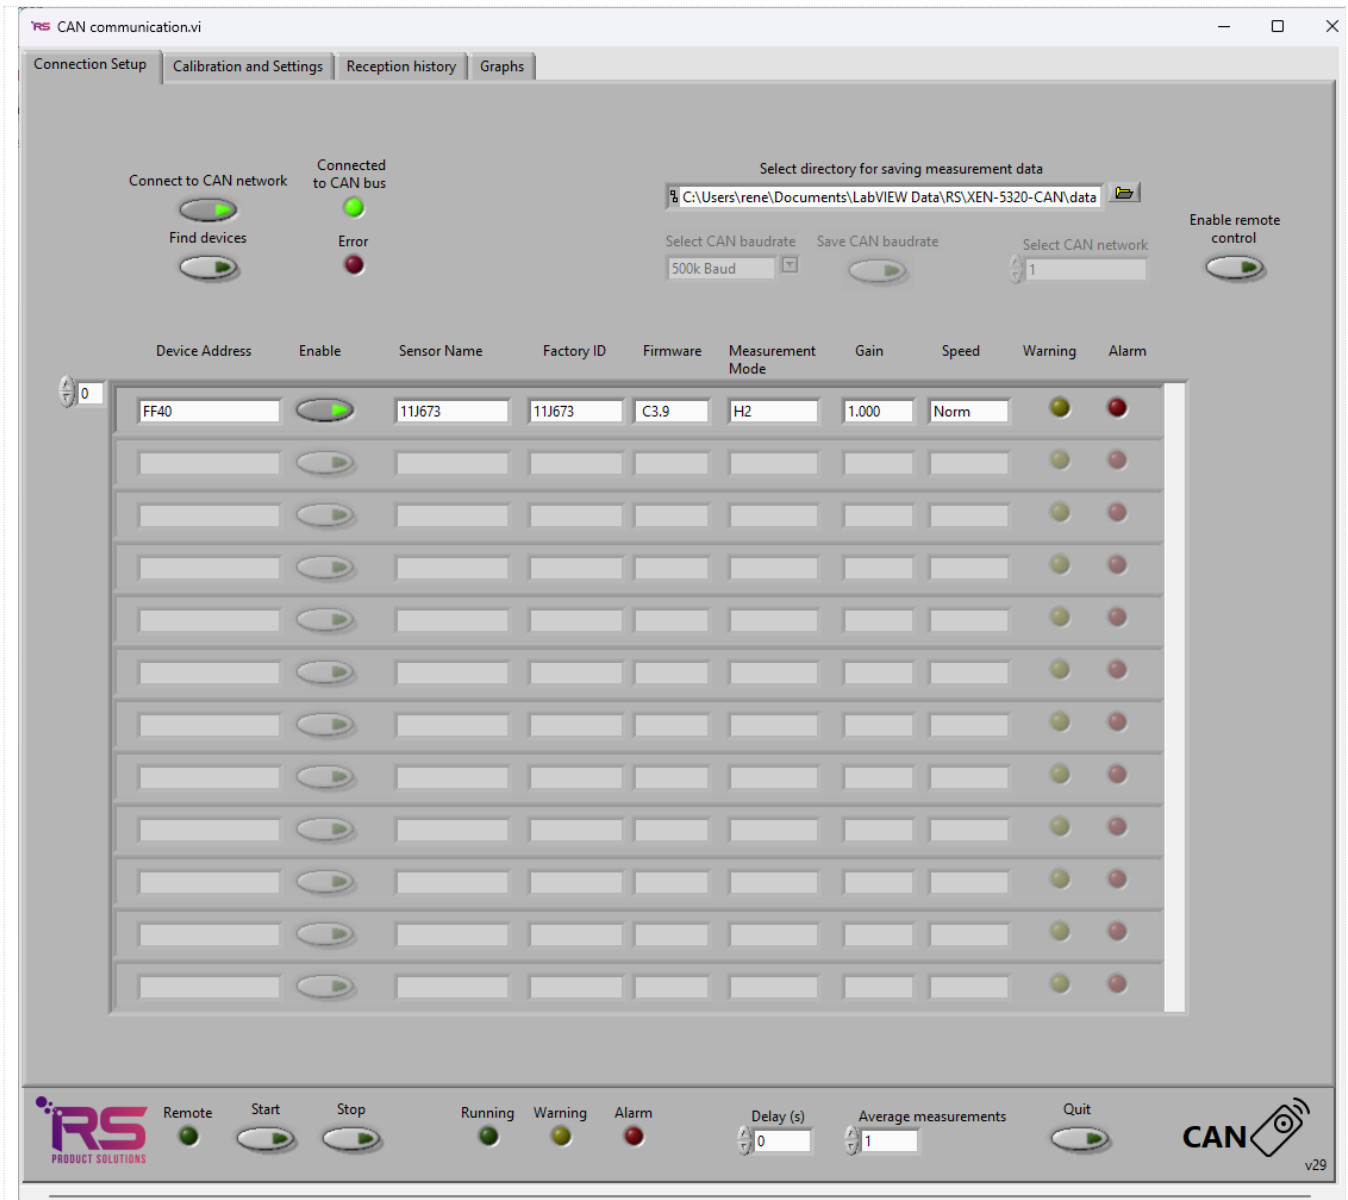 RS CAN communication.vi
Connection Setup Calibration and Settings Reception history Graphs
Connect to CAN network
Connected
to CAN bus
Find devices
Error
Select directory for saving measurement data
C:\Users\rene\Documents\LabVIEW Data\RS\XEN-5320-CAN\data
Select CAN baudrate Save CAN baudrate Select CAN network
500k Baud 1
Enable remote
control
Device Address Enable Sensor Name Factory ID Firmware Measurement
Mode Gain Speed Warning Alarm
0
FF40 11J673 11J673 C3.9 H2 1.000 Norm
RS
PRODUCT SOLUTIONS
Remote Start Stop Running Warning Alarm
Delay (s) Average measurements Quit
0 1
CAN
v29